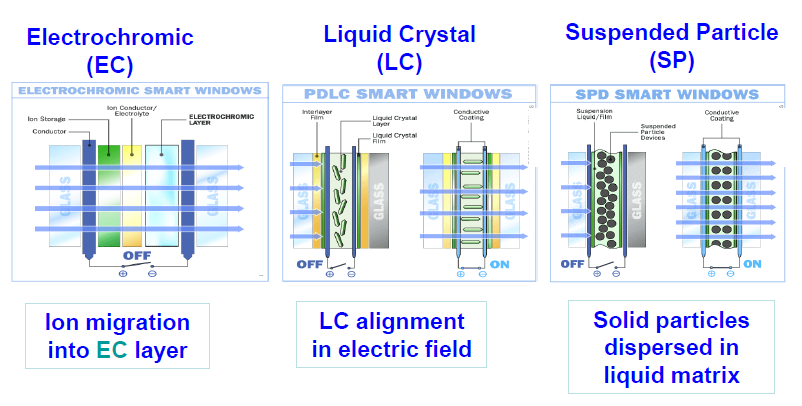 Electrochromic
(EC)
Liquid Crystal
(LC)
Suspended Particle
(SP)
ELECTROCHROMIC SMART WINDOWS
Ion Conductor/
Electrolyte
Ion Storage
Conductor
ELECTROCHROMIC
LAYER
GLASS
GLASS
OFF
PDLC SMART WINDOWS
Interlayer
Film
Liquid Crystal
Layer
Liquid Crystal
Film
Conductive
Coating
GLASS
GLASS
GLASS
GLASS
OFF
ON
SPD SMART WINDOWS
Suspension
Liquid/Film
Suspended
Particle
Devices
Conductive
Coating
GLASS
GLASS
GLASS
GLASS
OFF
ON
Ion migration
into EC layer
LC alignment
in electric field
Solid particles
dispersed in
liquid matrix